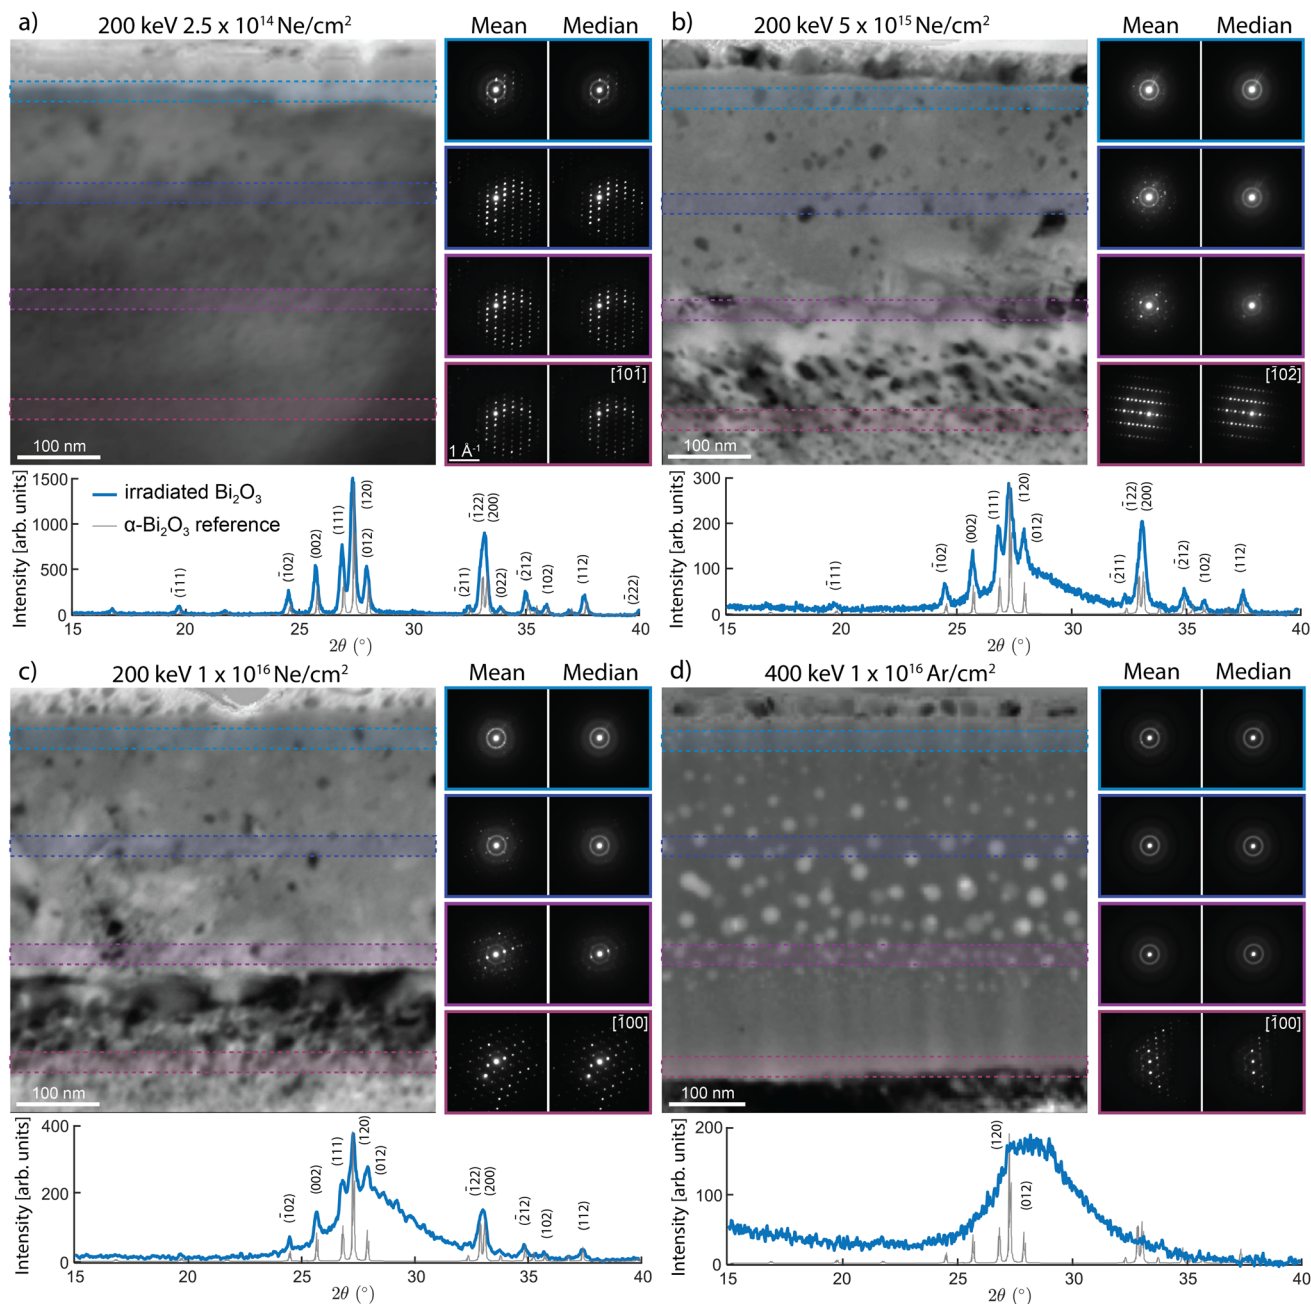 a) 200 keV 2.5 x 10¹⁴ Ne/cm² Mean Median
[1̄01̄]
1 Å⁻¹
100 nm
Intensity [arb. units]
1500
1000
500
0
irradiated Bi₂O₃
α-Bi₂O₃ reference
(1̄11) (1̄02) (002) (111) (120) (012) (2̄11) (1̄22) (200) (022) (2̄12) (102) (112) (2̄22)
15 20 25 30 35 40
2θ (°)
b) 200 keV 5 x 10¹⁵ Ne/cm² Mean Median
[1̄02̄]
100 nm
Intensity [arb. units]
300
200
100
0
(1̄11) (1̄02) (002) (111) (120) (012) (2̄11) (1̄22) (200) (2̄12) (102) (112)
15 20 25 30 35 40
2θ (°)
c) 200 keV 1 x 10¹⁶ Ne/cm² Mean Median
[1̄00]
100 nm
Intensity [arb. units]
400
200
0
(1̄02) (002) (111) (120) (012) (1̄22) (200) (2̄12) (102) (112)
15 20 25 30 35 40
2θ (°)
d) 400 keV 1 x 10¹⁶ Ar/cm² Mean Median
[1̄00]
100 nm
Intensity [arb. units]
200
100
0
(120) (012)
15 20 25 30 35 40
2θ (°)